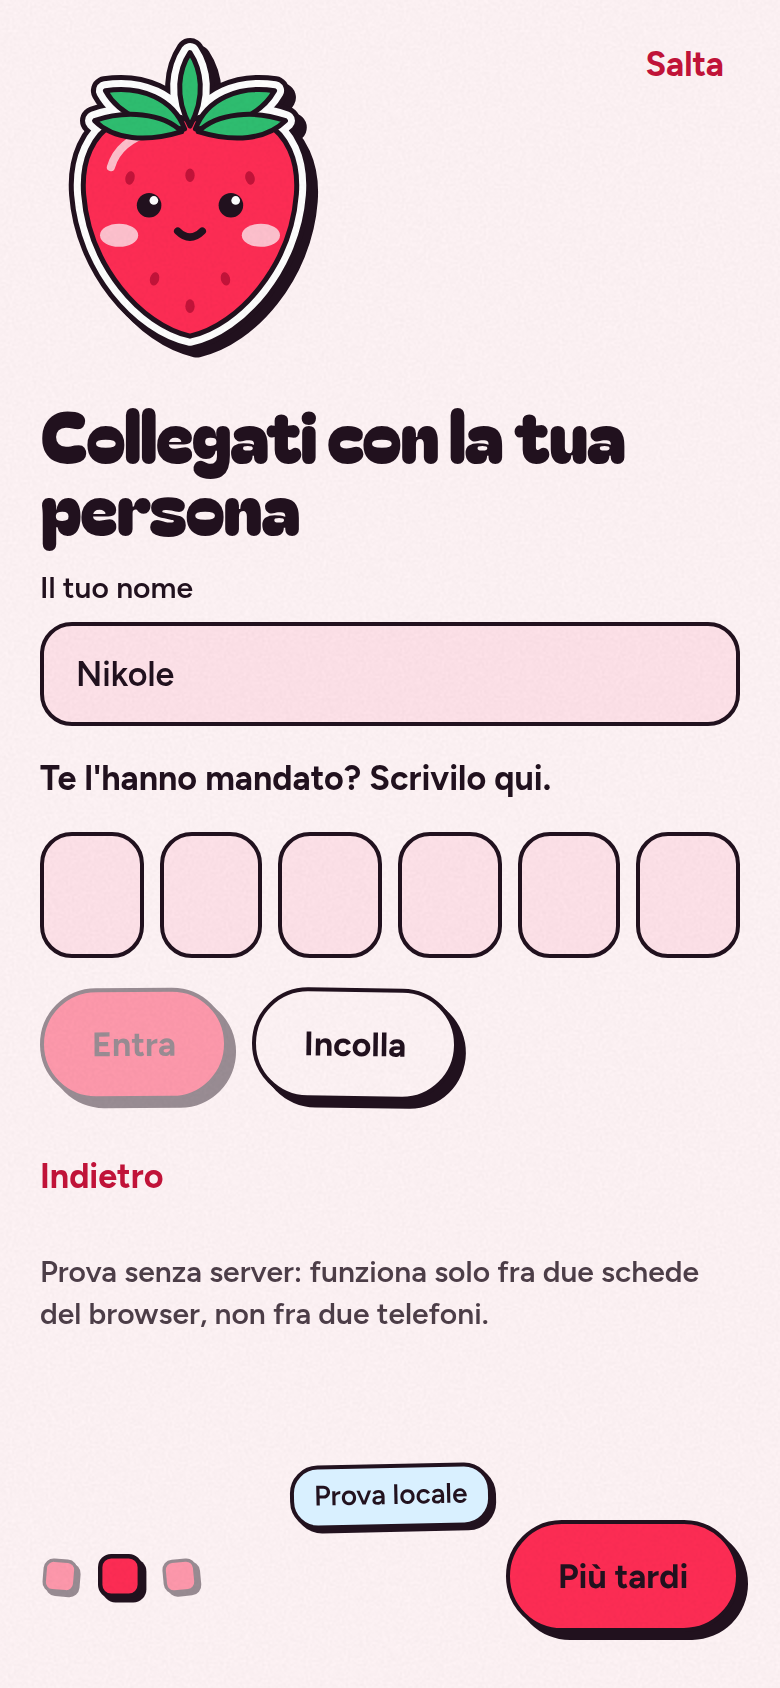 Salta
Collegati con la tua
persona
Il tuo nome
Nikole
Te l'hanno mandato? Scrivilo qui.
Entra
Incolla
Indietro
Prova senza server: funziona solo fra due schede
del browser, non fra due telefoni.
Prova locale
Più tardi